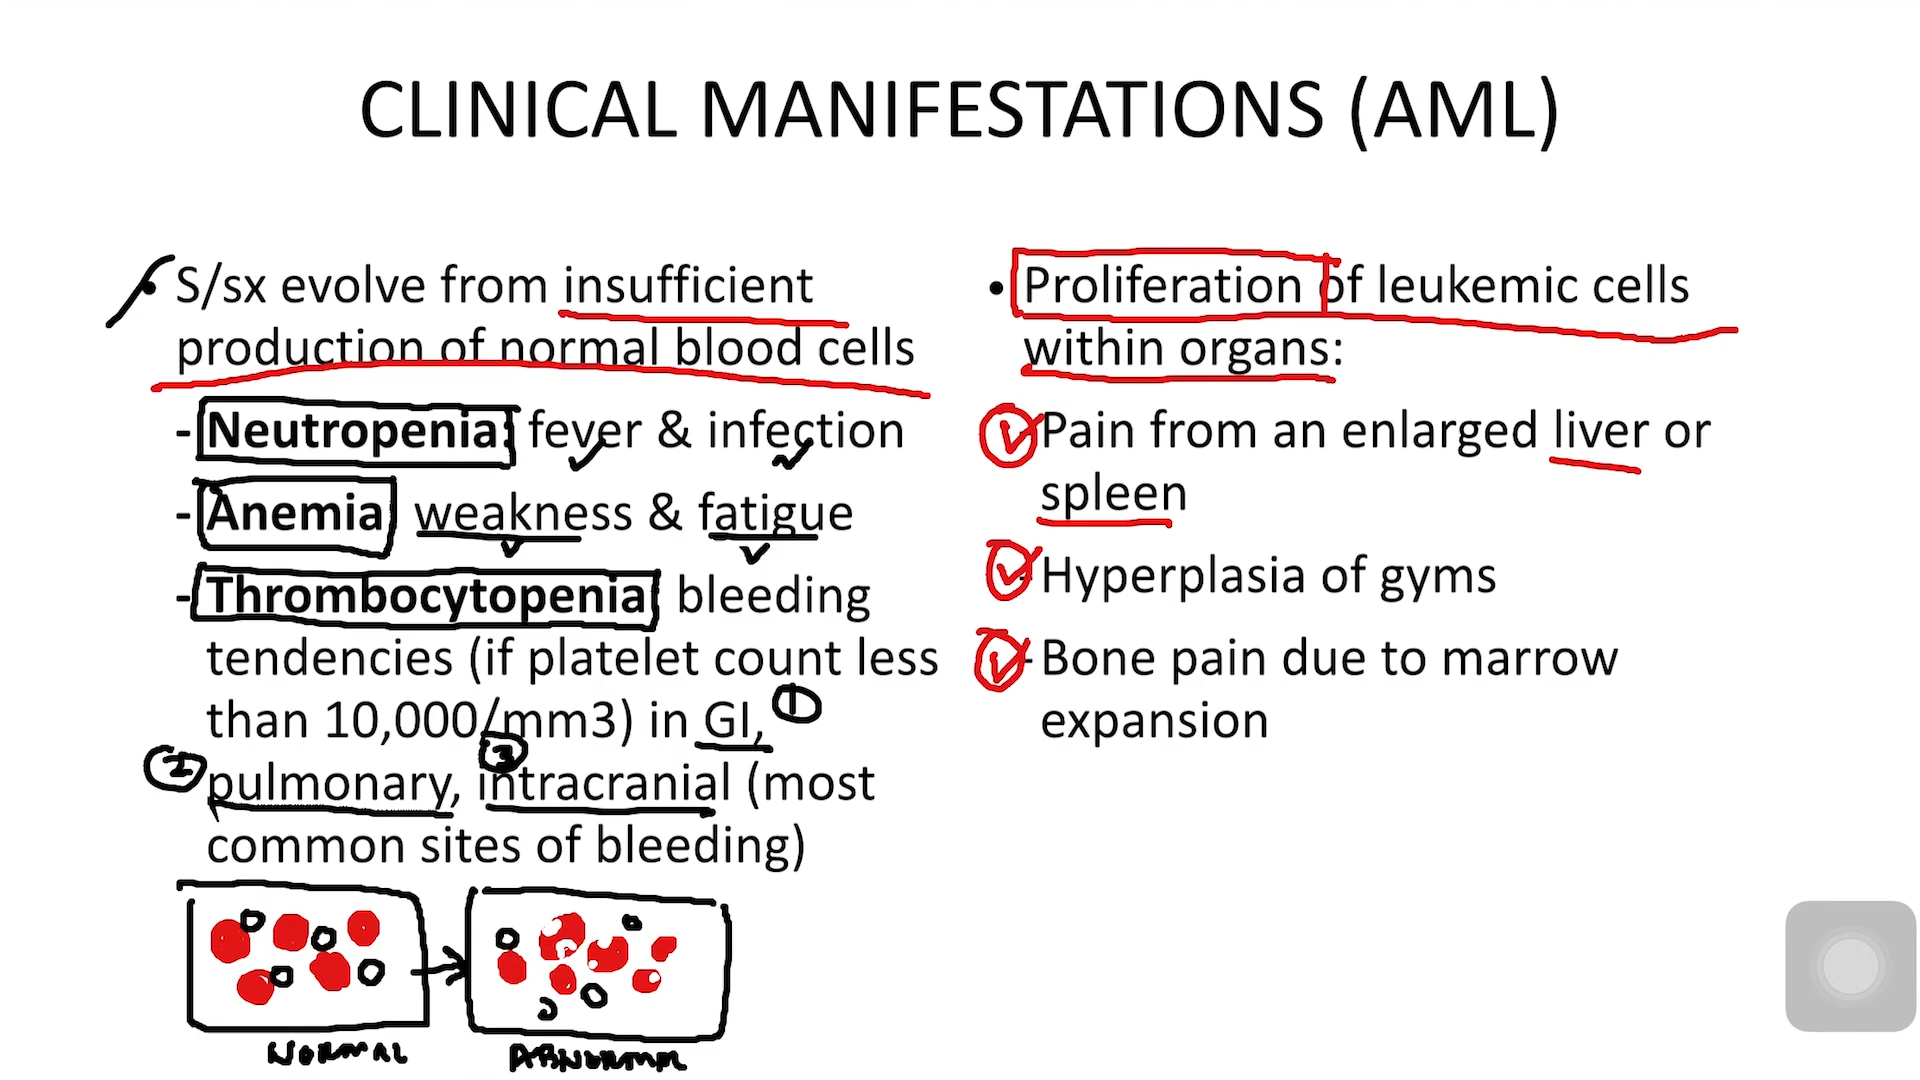 CLINICAL MANIFESTATIONS (AML)
• S/sx evolve from insufficient
production of normal blood cells
- Neutropenia: fever & infection
- Anemia: weakness & fatigue
- Thrombocytopenia: bleeding
tendencies (if platelet count less
than 10,000/mm3) in GI, 1
2 pulmonary, 3 intracranial (most
common sites of bleeding)
NORMAL
ABNORMAL
• Proliferation of leukemic cells
within organs:
- Pain from an enlarged liver or
spleen
- Hyperplasia of gyms
- Bone pain due to marrow
expansion